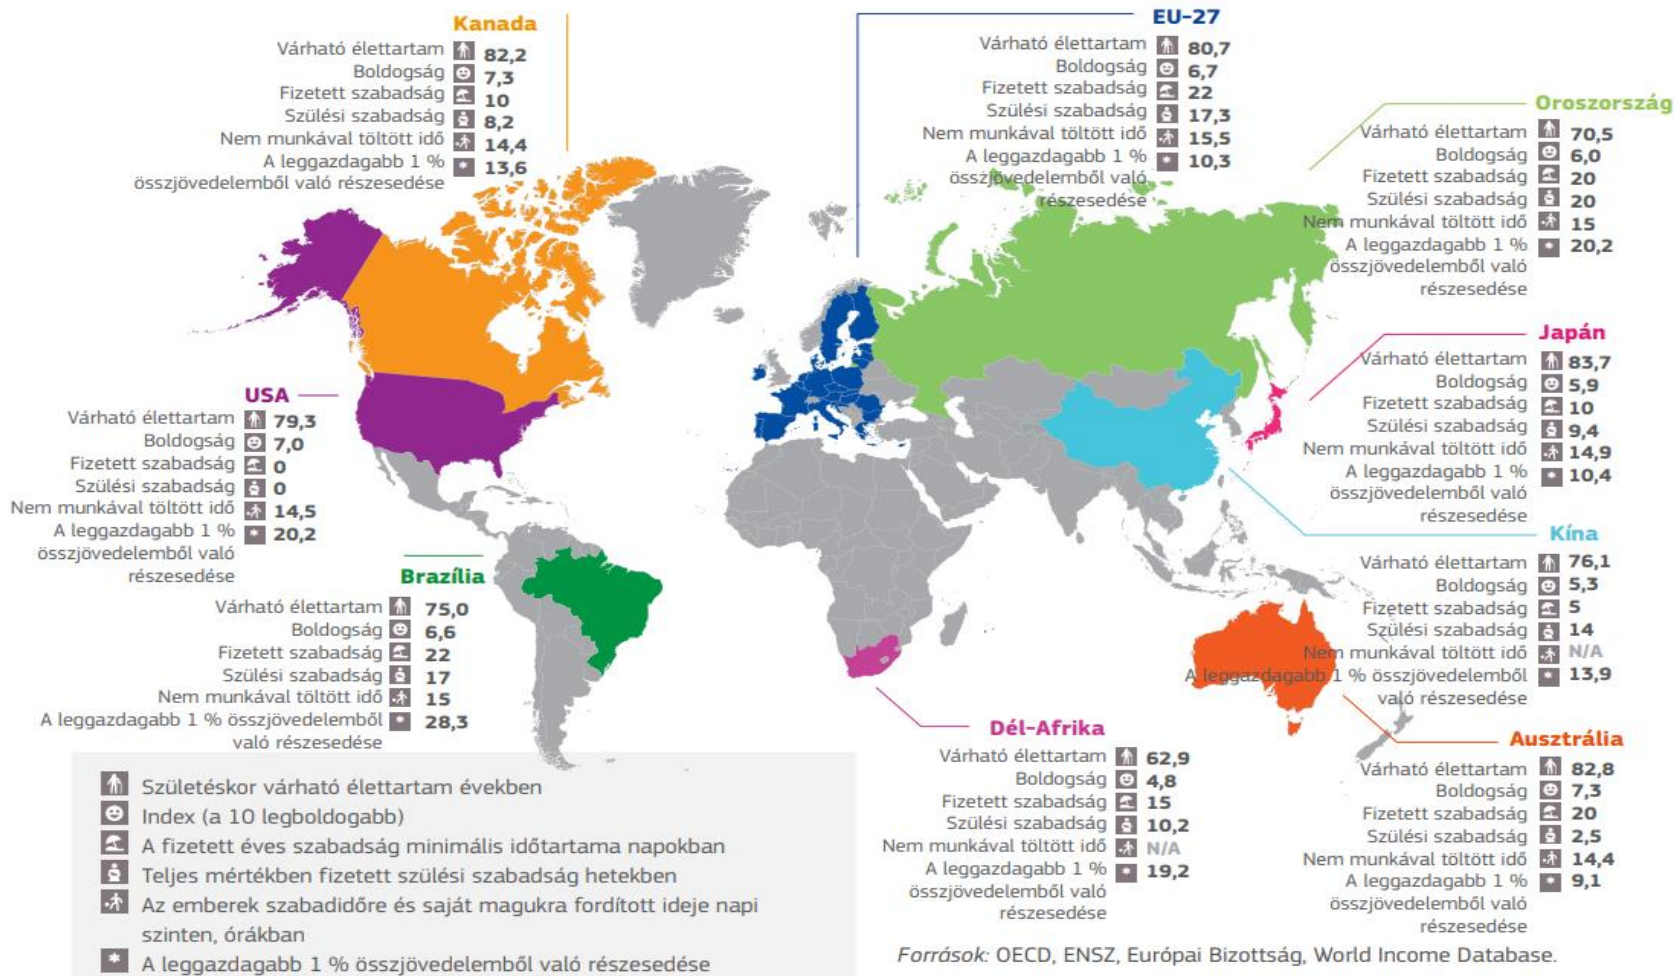 Kanada
Várható élettartam 82,2
Boldogság 7,3
Fizetett szabadság 10
Szülési szabadság 8,2
Nem munkával töltött idő 14,4
A leggazdagabb 1 % 13,6
összjövedelemből való részesedése
EU-27
Várható élettartam 80,7
Boldogság 6,7
Fizetett szabadság 22
Szülési szabadság 17,3
Nem munkával töltött idő 15,5
A leggazdagabb 1 % 10,3
összjövedelemből való
részesedése
Oroszország
Várható élettartam 70,5
Boldogság 6,0
Fizetett szabadság 20
Szülési szabadság 20
Nem munkával töltött idő 15
A leggazdagabb 1 % 20,2
összjövedelemből való
részesedése
Japán
Várható élettartam 83,7
Boldogság 5,9
Fizetett szabadság 10
Szülési szabadság 9,4
Nem munkával töltött idő 14,9
A leggazdagabb 1 % 10,4
összjövedelemből való
részesedése
USA
Várható élettartam 79,3
Boldogság 7,0
Fizetett szabadság 0
Szülési szabadság 0
Nem munkával töltött idő 14,5
A leggazdagabb 1 % 20,2
összjövedelemből való
részesedése
Kína
Várható élettartam 76,1
Boldogság 5,3
Fizetett szabadság 5
Szülési szabadság 14
Nem munkával töltött idő N/A
A leggazdagabb 1 % összjövedelemből 13,9
való részesedése
Brazília
Várható élettartam 75,0
Boldogság 6,6
Fizetett szabadság 22
Szülési szabadság 17
Nem munkával töltött idő 15
A leggazdagabb 1 % összjövedelemből 28,3
való részesedése
Dél-Afrika
Várható élettartam 62,9
Boldogság 4,8
Fizetett szabadság 15
Szülési szabadság 10,2
Nem munkával töltött idő N/A
A leggazdagabb 1 % 19,2
összjövedelemből való
részesedése
Ausztrália
Várható élettartam 82,8
Boldogság 7,3
Fizetett szabadság 20
Szülési szabadság 2,5
Nem munkával töltött idő 14,4
A leggazdagabb 1 % 9,1
összjövedelemből való
részesedése
Születéskor várható élettartam években
Index (a 10 legboldogabb)
A fizetett éves szabadság minimális időtartama napokban
Teljes mértékben fizetett szülési szabadság hetekben
Az emberek szabadidőre és saját magukra fordított ideje napi
szinten, órákban
A leggazdagabb 1 % összjövedelemből való részesedése
Források: OECD, ENSZ, Európai Bizottság, World Income Database.